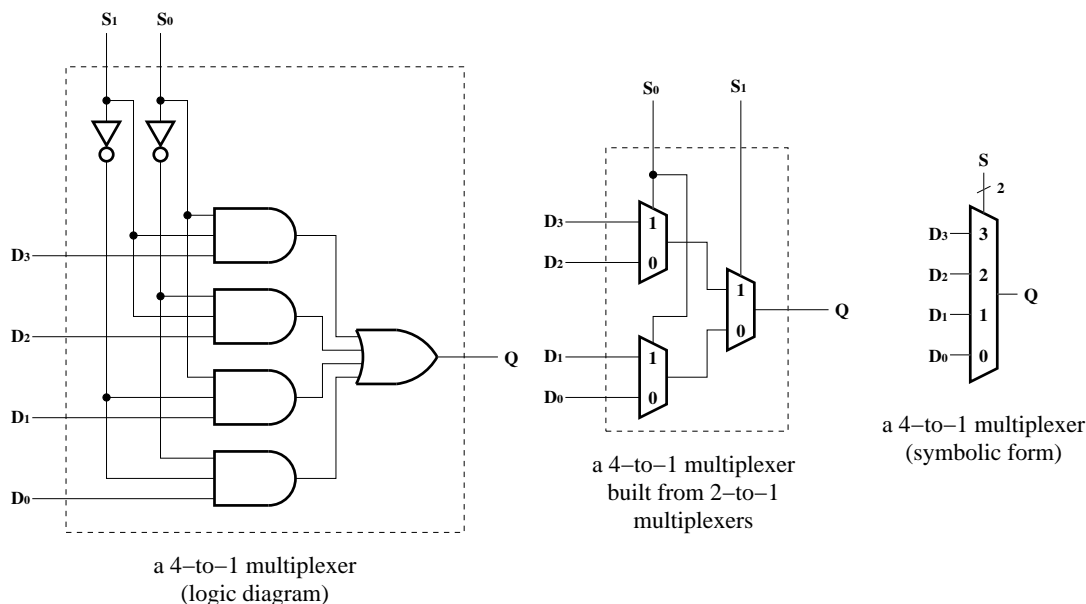 S1 S0
D3
D2
Q
D1
D0
a 4–to–1 multiplexer
(logic diagram)
S0 S1
D3 1
D2 0
1
0
Q
D1 1
D0 0
a 4–to–1 multiplexer
built from 2–to–1
multiplexers
S
2
D3 3
D2 2
Q
D1 1
D0 0
a 4–to–1 multiplexer
(symbolic form)